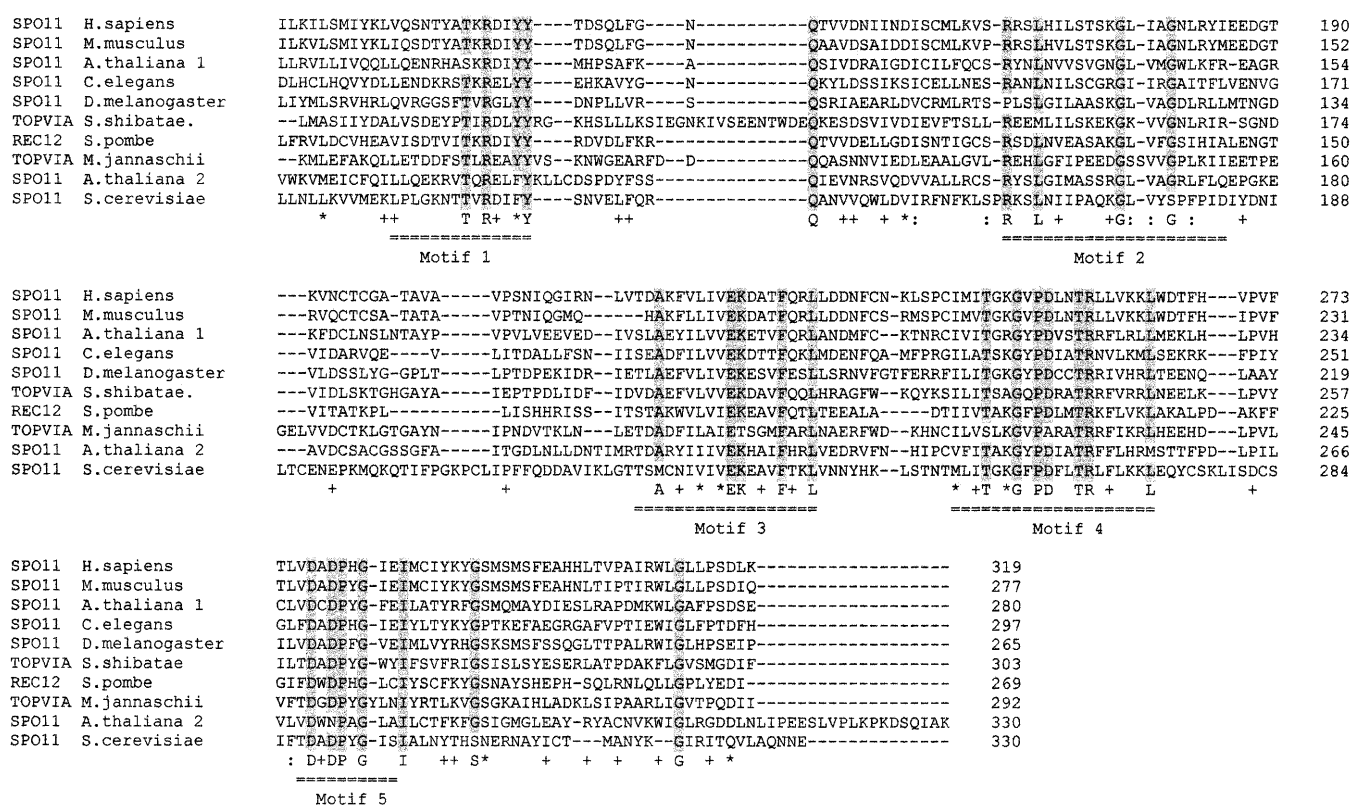 SPO11 H.sapiens ILKILSMIYKLVQSNTYATKRDIYY----TDSQLFG---N----------QTVVDNIINDISCMLKVS-RRSLHILSTSKGL-IAGNLRYIEEDGT 190
SPO11 M.musculus ILKVLSMIYKLIQSDTYATKRDIYY----TDSQLFG---N----------QAAVDSAIDDISCMLKVP-RRSLHVLSTSKGL-IAGNLRYMEEDGT 152
SPO11 A.thaliana 1 LLRVLLIVQQLLQENRHASKRDIYY----MHPSAFK---A----------QSIVDRAIGDICILFQCS-RYNLNVVSVGNGL-VMGWLKFR-EAGR 154
SPO11 C.elegans DLHCLHQVYDLLENDKRSTKRELYY----EHKAVYG---N----------QKYLDSSIKSICELLNES-RANLNILSCGRGL-IRGAITFLVENVG 171
SPO11 D.melanogaster LIYMLSRVHRLQVRGGSFTVRGLYY----DNPLLVR---S----------QSRIAEARLDVCRMLRTS-PLSLGILAASKGL-VAGDLRLLMTNGD 134
TOPVIA S.shibatae. --LMASIIYDALVSDEYPTIRDLYYRG--KHSLLLKSIEGNKIVSEENTWDEQKESDSVIVDIEVFTSLL-REEMLILSKEKGK-VVGNLRIR-SGND 174
REC12 S.pombe LFRVLDCVHEAVISDTVITKRDIYY----RDVDLFKR-------------QTVVDELLGDISNTIGCS-RSDLNVEASAKGL-VFGSIHIALENGT 150
TOPVIA M.jannaschii -KMLEFAKQLLETDDFSTLREAYYVS--KNWGEARFD--D----------QQASNNVIEDLEAALGVL-REHLGFIPEEDGSSVVGPLKIIEETPE 160
SPO11 A.thaliana 2 VWKVMEICFQILLQEKRVTQRELFYKLLCDSPDYFSS-------------QIEVNRSVQDVVALLRCS-RYSLGIMASSRGL-VAGRLFLQEPGKE 180
SPO11 S.cerevisiae LLNLLKVVMEKLPLGKNTTVRDIFY----SNVELFQR-------------QANVVQWLDVIRFNFKLS-PRKSLNIIPAQKGL-VYSPFPIDIYDNI 188
* ++ T R+ *Y ++ Q ++ + *: : R L + +G: : G : +
============ ===================
Motif 1 Motif 2
SPO11 H.sapiens ---KVNCTCGA-TAVA-----VPSNIQGIRN--LVTDAKFVLIVEKDATFQRLLDDNFCN-KLSPCIMITGKGVPDLNTRLLVKKLWDTFH---VPVF 273
SPO11 M.musculus ---RVQCTCSA-TATA-----VPTNIQGMQ------HAKFLLIVEKDATFQRLLDDNFCS-RMSPCIMVTGKGVPDLNTRLLVKKLWDTFH---IPVF 231
SPO11 A.thaliana 1 ---KFDCLNSLNTAYP-----VPVLVEEVED--IVSLAEYILVVEKETVFQRLANDMFC--KTNRCIVITGRGYPDVSTRRFLRLLMEKLH---LPVH 234
SPO11 C.elegans ---VIDARVQE----V-----LITDALLFSN--IISEADFILVVEKDTTFQKLMDENFQA-MFPRGILATSKGYPDIATRNVLKMLSEKRK---FPIY 251
SPO11 D.melanogaster ---VLDSSLYG--GPLT----LPTDPEKIDR--IETLAEFVLIVEKESVFESLLSRNVFGTFERRFILITGKGYPDCCTRRIVHRLTEENQ---LAAY 219
TOPVIA S.shibatae. ---VIDLSKTGHGAYA-----IEPTPDLIDF--IDVDAEFVLVVEKDAVFQQLHRAGFW--KQYKSILITSAGQPDRATRRFVRRLNEELK---LPVY 257
REC12 S.pombe ---VITATKPL---------LISHHRISS--ITSTAKWVLVIEKEAVFQTLTEEALA----DTIIVTAKGFPDLMTRKFLVKLAKALPD--AKFF 225
TOPVIA M.jannaschii GELVVDCTKLGTGAYN-----IPNDVTKLN---LETDADFILAIETSGMFARLNAERFWD--KHNCILVSLKGVPARATRRFIKRLHEEHD--LPVL 245
SPO11 A.thaliana 2 ---AVDCSACGSSGFA-----ITGDLNLLDNTIMRTDARYIIIVEKHAIFHRLVEDRVFN--HIPCVFITAKGYPDIATRFFLHRMSTTFPD--LPIL 266
SPO11 S.cerevisiae LTCENEPKMQKQTIFPGKPCLIPFFQDDAVIKLGTTSMCNIVIVEKEAVFTKLVNNYHK--LSTNTMLITGKGFPDFLTRLFLKKLEQYCSKLISDCS 284
+ + A + * *EK + F+ L * +T *G PD TR + L +
================ =================
Motif 3 Motif 4
SPO11 H.sapiens TLVDADPHG-IEIMCIYKYGSMSMSFEAHHLTVPAIRWLGLLPSDLK---------------- 319
SPO11 M.musculus TLVDADPYG-IEIMCIYKYGSMSMSFEAHNLTIPTIRWLGLLPSDIQ---------------- 277
SPO11 A.thaliana 1 CLVDCDPYG-FEILATYRFGSMQMAYDIESLRAPDMKWLGAFPSDSE---------------- 280
SPO11 C.elegans GLFDADPHG-IEIYLTYKYGPTKEFAEGRGAFVPTIEWIGLFPTDFH---------------- 297
SPO11 D.melanogaster ILVDADPFG-VEIMLVYRHGSKSMSFSSQGLTTPALRWIGLHPSEIP---------------- 265
TOPVIA S.shibatae ILTDADPYG-WYIFSVFRIGSISLSYESERLATPDAKFLGVSMGDIF---------------- 303
REC12 S.pombe GIFDWDPHG-LCIYSCFKYGSNAYSHEPH-SQLRNLQLLGPLYEDI----------------- 269
TOPVIA M.jannaschii VFTDGDPYGYLNIYRTLKVGSGKAIHLADKLSIPAARLIGVTPQDII---------------- 292
SPO11 A.thaliana 2 VLVDWNPAG-LAILCTFKFGSIGMGLEAY-RYACNVKWIGLRGDDLNLIPEESLVPLKPKDSQIAK 330
SPO11 S.cerevisiae IFTDADPYG-ISIALNYTHSNERNAYICT---MANYK--GIRITQVLAQNNE------------ 330
: D+DP G I ++ S* + + + + G + *
==========
Motif 5